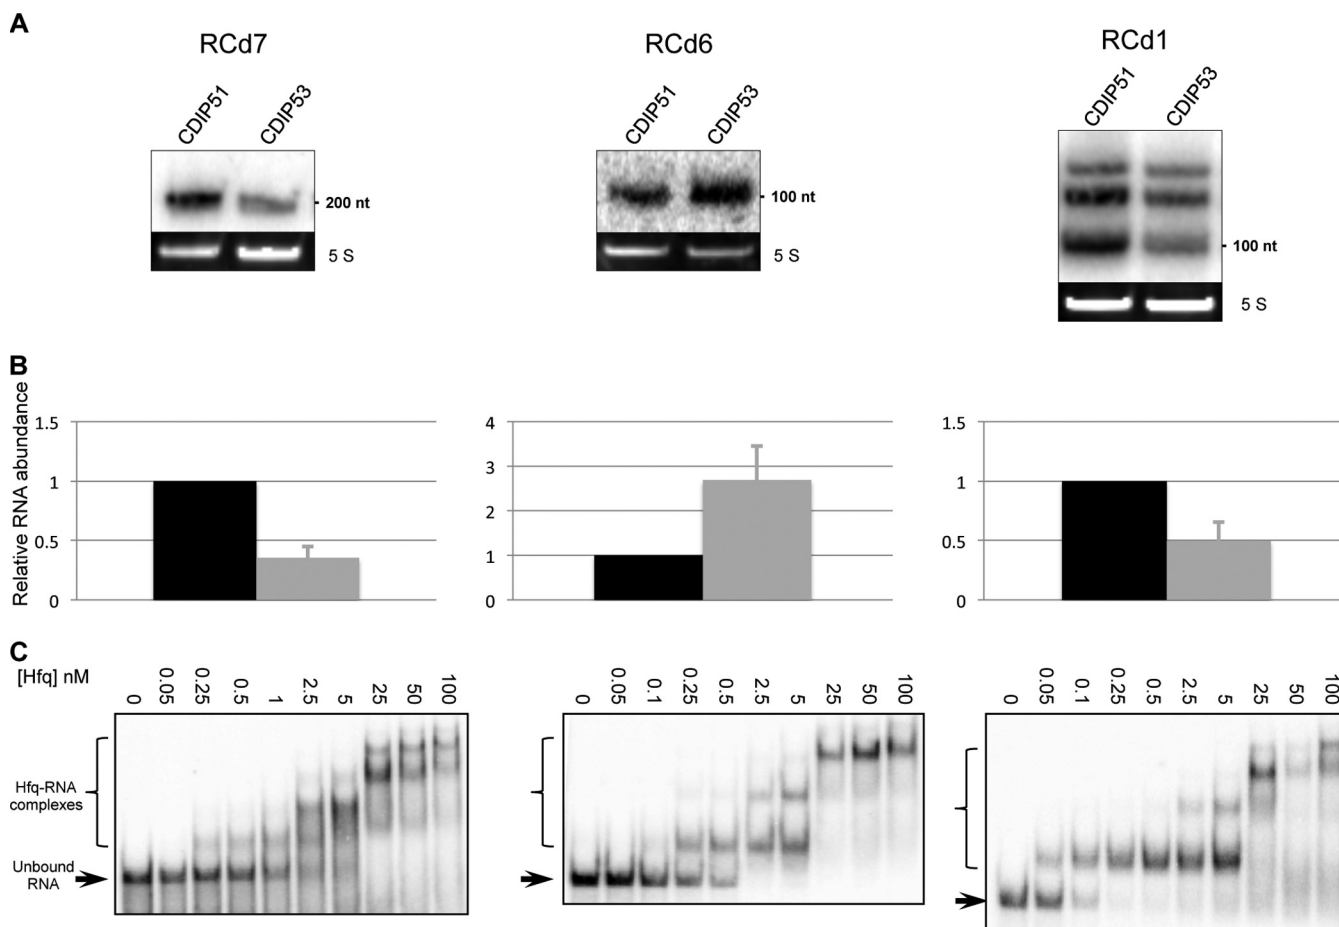 A
RCd7
RCd6
RCd1
CDIP51
CDIP53
CDIP51
CDIP53
CDIP51
CDIP53
200 nt
100 nt
100 nt
5 S
5 S
5 S
B
Relative RNA abundance
1.5
1
0.5
0
4
3
2
1
0
1.5
1
0.5
0
C
[Hfq] nM
0 0.05 0.25 0.5 1 2.5 5 25 50 100
0 0.05 0.1 0.25 0.5 2.5 5 25 50 100
0 0.05 0.1 0.25 0.5 2.5 5 25 50 100
Hfq-RNA
complexes
Unbound
RNA